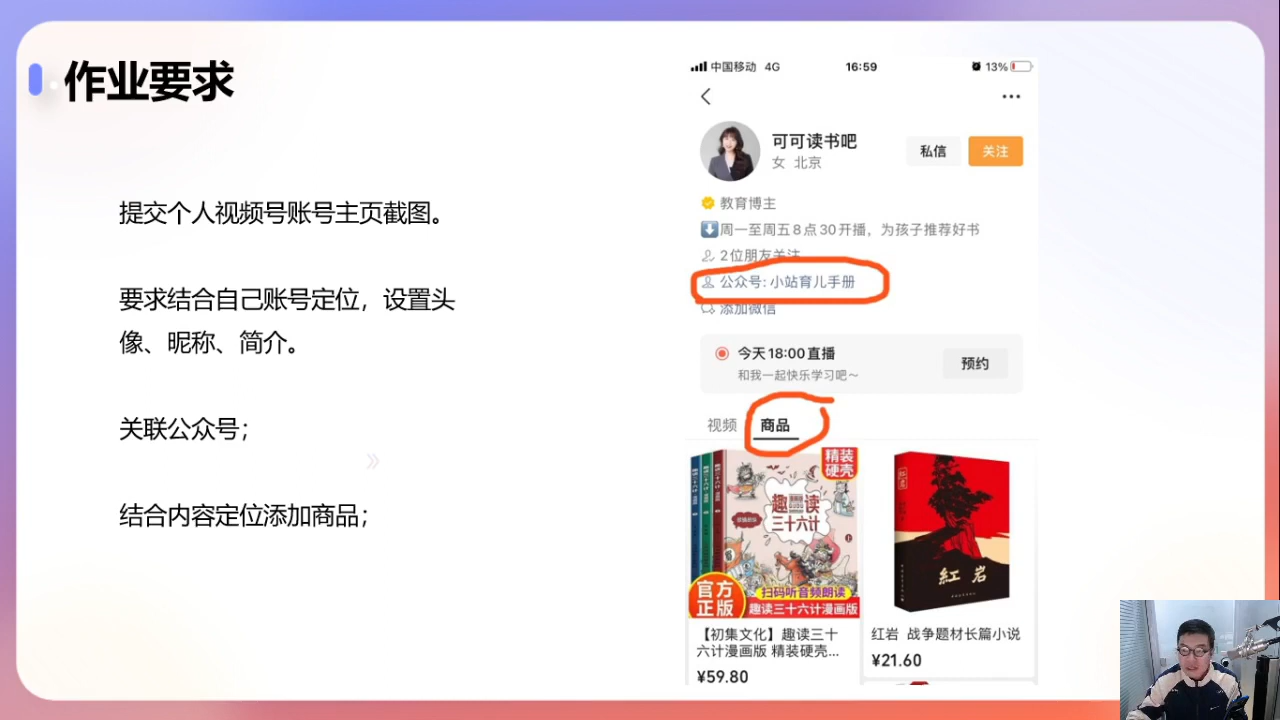 作业要求
提交个人视频号账号主页截图。
要求结合自己账号定位，设置头
像、昵称、简介。
关联公众号；
结合内容定位添加商品；
中国移动 4G 16:59 13%
可可读书吧
女 北京
私信
关注
教育博主
周一至周五8点30开播，为孩子推荐好书
2位朋友关注
公众号: 小站育儿手册
添加微信
今天18:00直播
和我一起快乐学习吧～
预约
视频 商品
精装
硬壳
趣读
三十六计
官方
正版
扫码听音频朗读
趣读三十六计漫画版
紅岩
【初集文化】趣读三十
六计漫画版 精装硬壳...
¥59.80
红岩 战争题材长篇小说
¥21.60